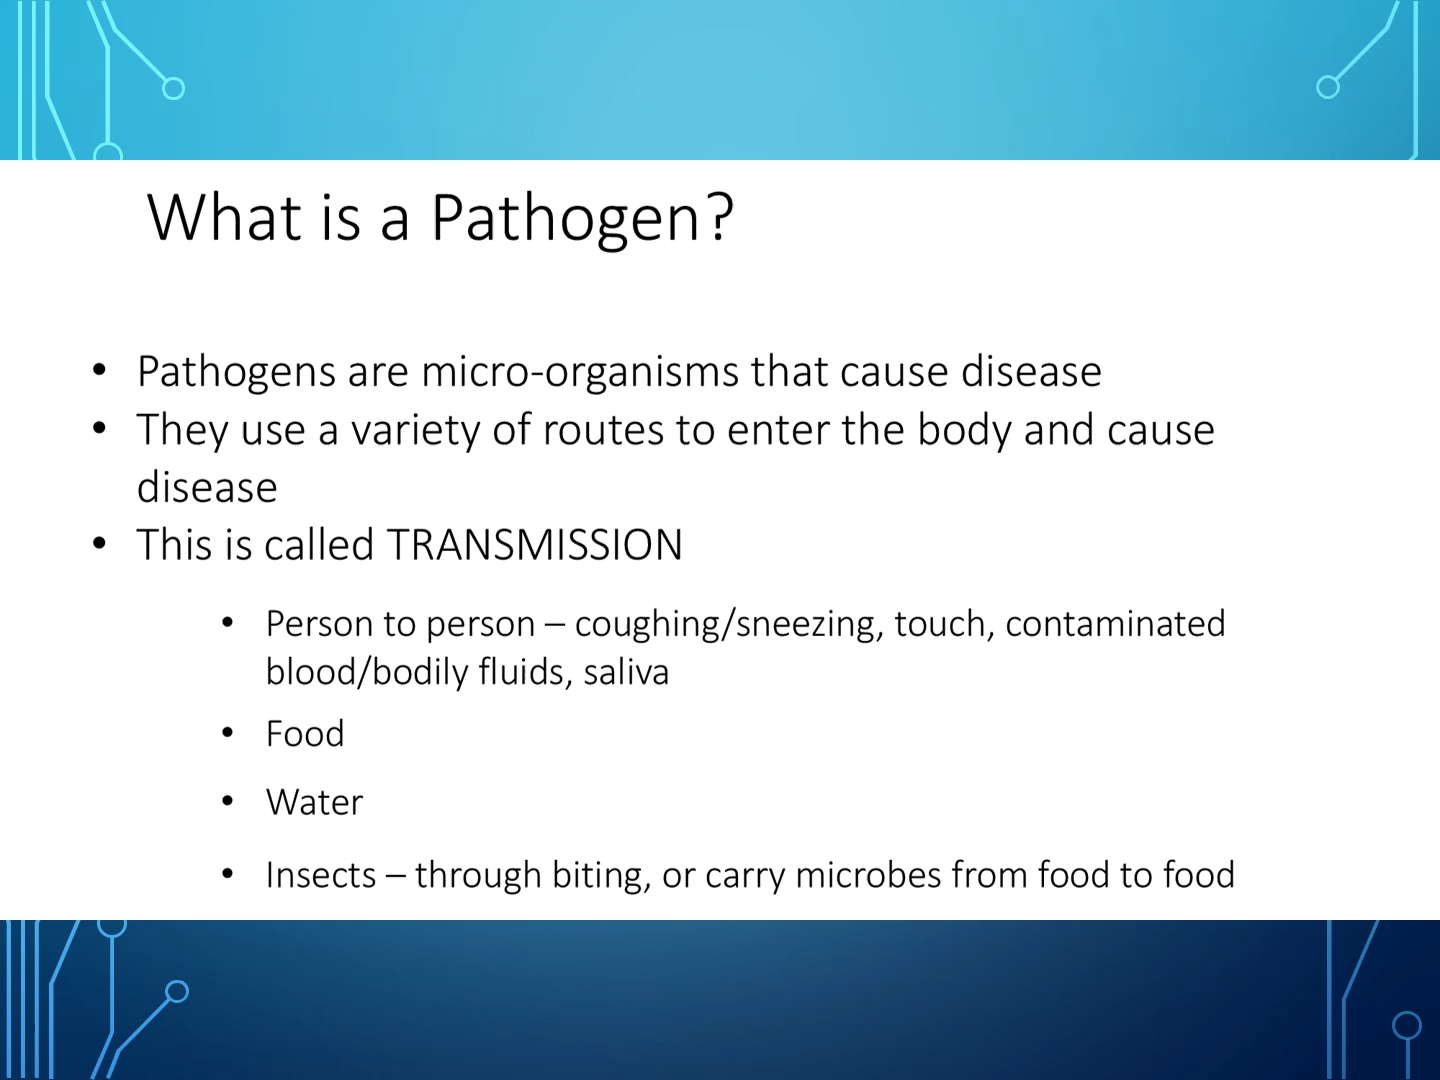 What is a Pathogen?
• Pathogens are micro-organisms that cause disease
• They use a variety of routes to enter the body and cause
disease
• This is called TRANSMISSION
• Person to person – coughing/sneezing, touch, contaminated
blood/bodily fluids, saliva
• Food
• Water
• Insects – through biting, or carry microbes from food to food